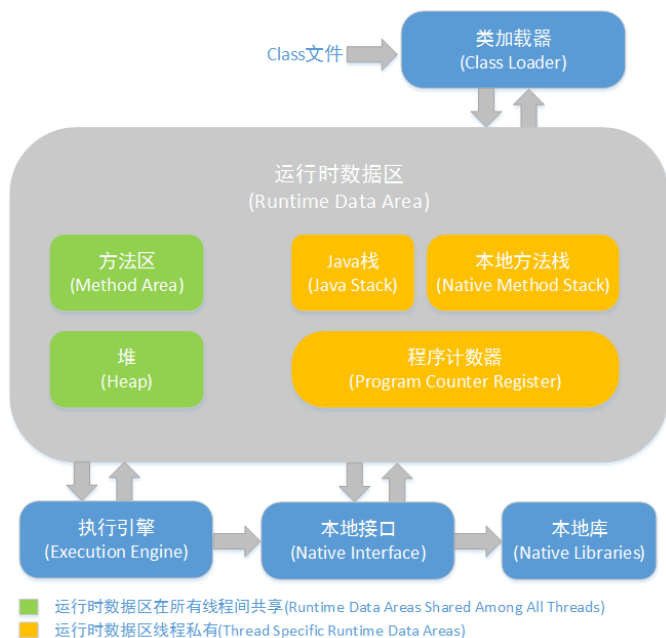 类加载器
(Class Loader)
Class文件
运行时数据区
(Runtime Data Area)
方法区
(Method Area)
Java栈
(Java Stack)
本地方法栈
(Native Method Stack)
堆
(Heap)
程序计数器
(Program Counter Register)
执行引擎
(Execution Engine)
本地接口
(Native Interface)
本地库
(Native Libraries)
运行时数据区在所有线程间共享(Runtime Data Areas Shared Among All Threads)
运行时数据区线程私有(Thread Specific Runtime Data Areas)